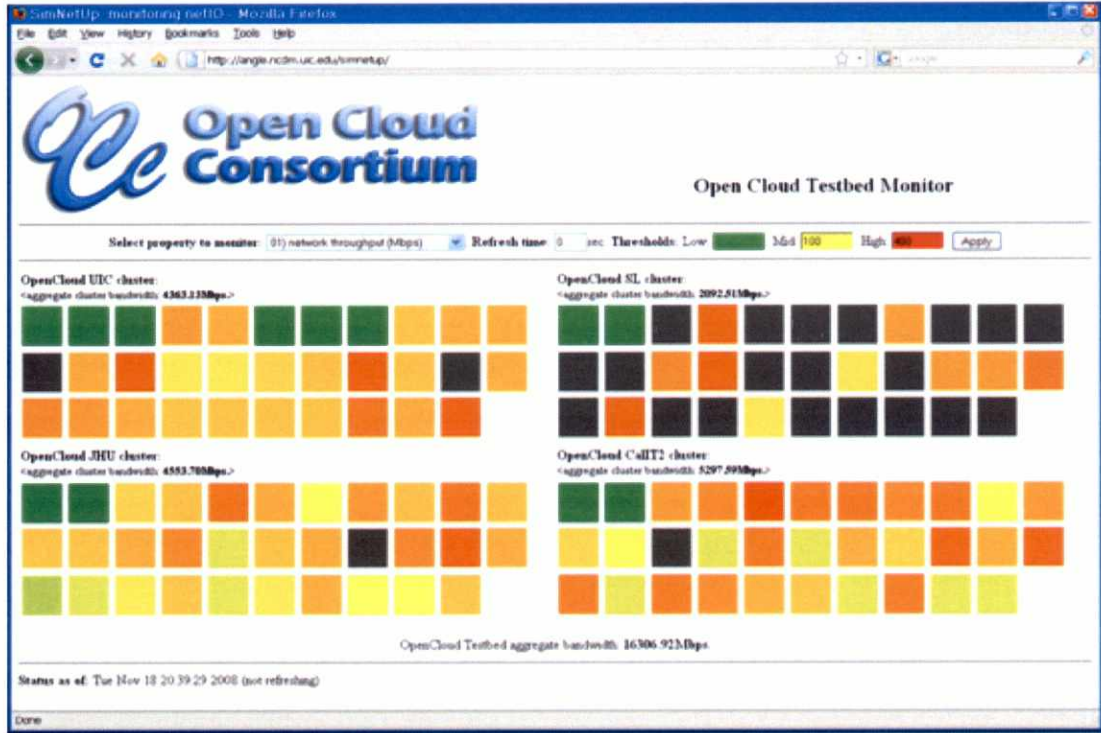 SimNetUp: monitoring netIO - Mozilla Firefox
File Edit View History Bookmarks Tools Help
http://angle.ncdm.uic.edu/simnetup/
OCC
Open Cloud
Consortium
Open Cloud Testbed Monitor
Select property to monitor: 01) network throughput (Mbps) Refresh time: 0 sec Thresholds: Low Mid 100 High 400 Apply
OpenCloud UIC cluster:
<aggregate cluster bandwidth: 4363.13Mbps.>
OpenCloud SL cluster:
<aggregate cluster bandwidth: 2092.51Mbps.>
OpenCloud JHU cluster:
<aggregate cluster bandwidth: 4553.70Mbps.>
OpenCloud CalIT2 cluster:
<aggregate cluster bandwidth: 5297.59Mbps.>
OpenCloud Testbed aggregate bandwidth: 16306.92Mbps.
Status as of: Tue Nov 18 20:39:29 2008 (not refreshing)
Done